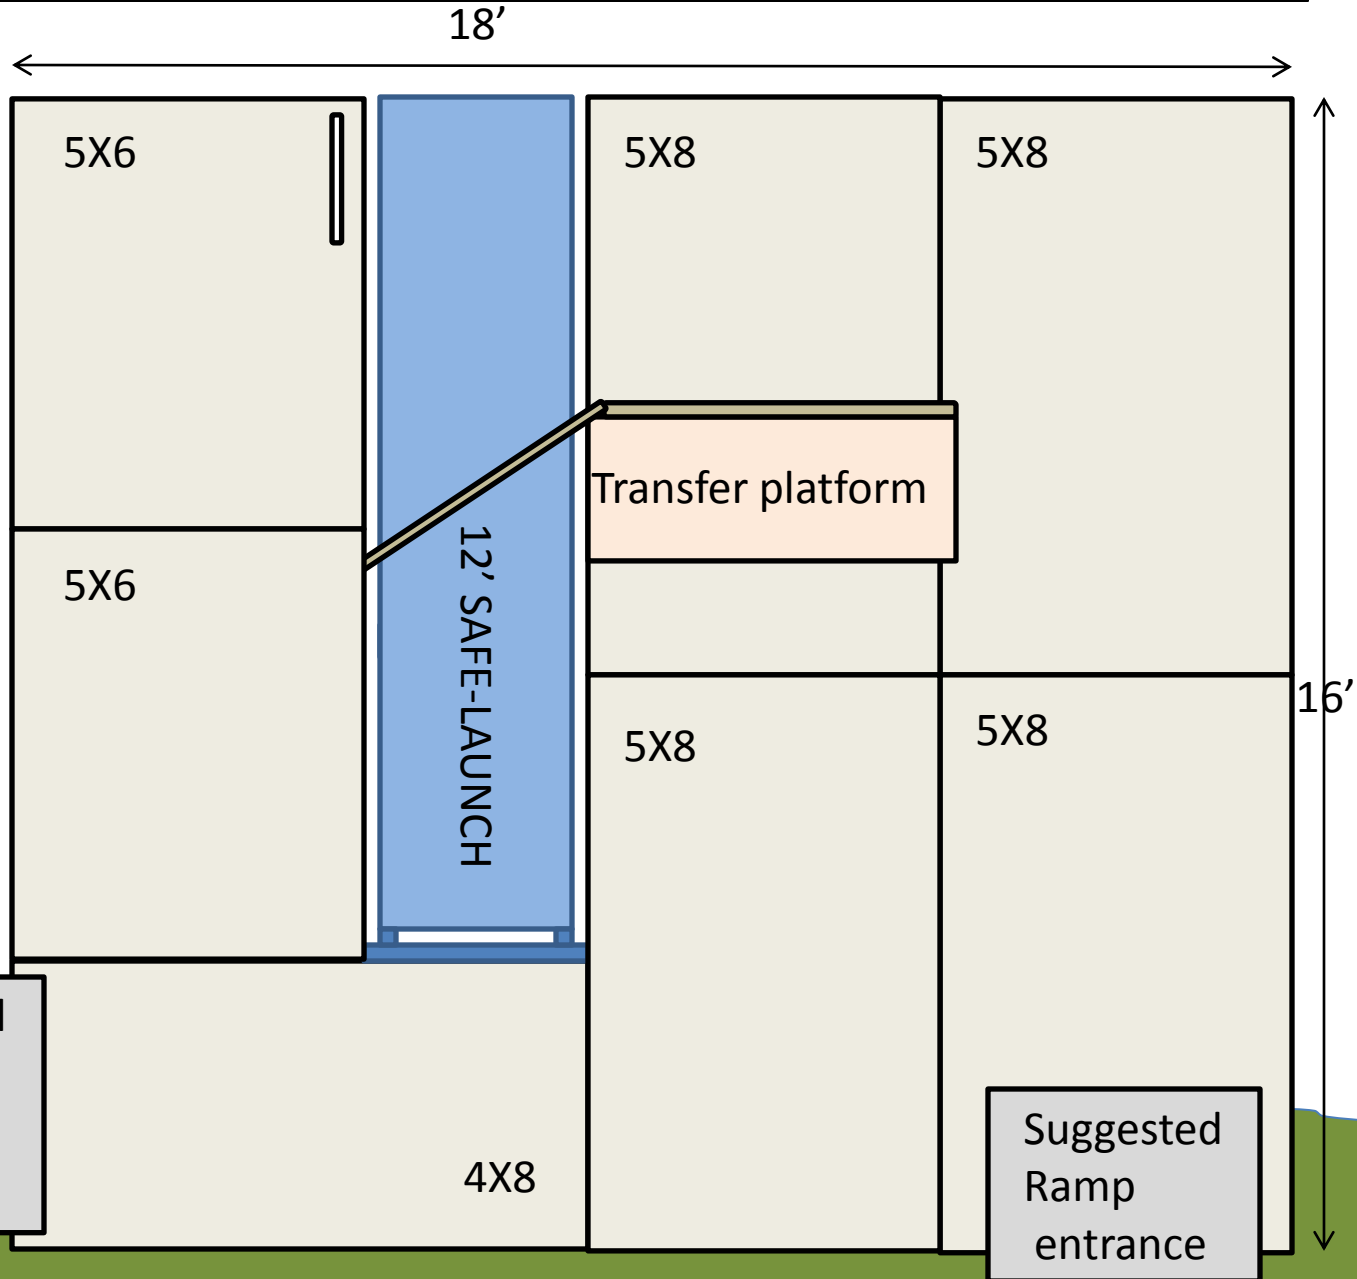 18’
5X6
5X8
5X8
Transfer platform
5X6
12’ SAFE-LAUNCH
16’
5X8
5X8
4X8
Suggested
Ramp
entrance